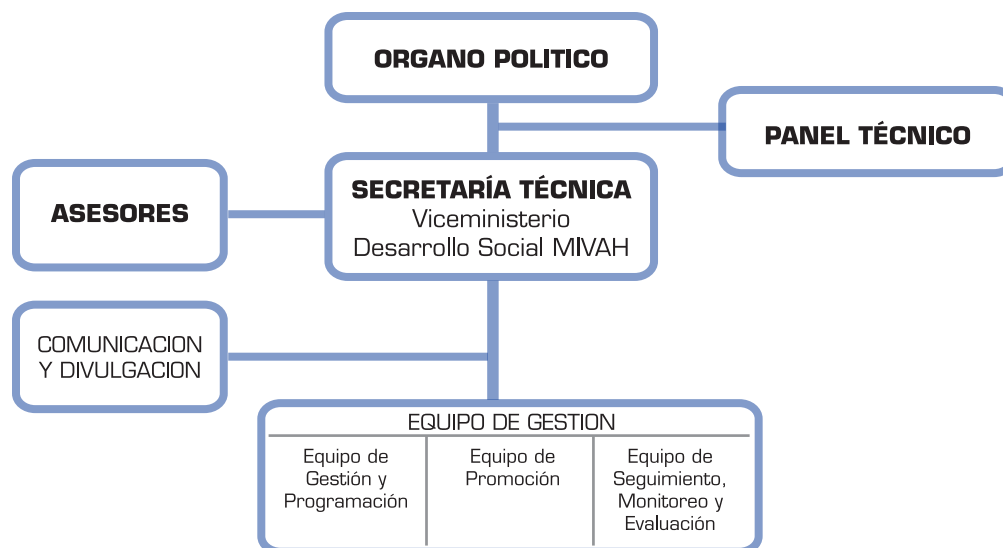 ORGANO POLITICO
PANEL TÉCNICO
SECRETARÍA TÉCNICA
Viceministerio
Desarrollo Social MIVAH
ASESORES
COMUNICACION
Y DIVULGACION
EQUIPO DE GESTION
Equipo de
Gestión y
Programación
Equipo de
Promoción
Equipo de
Seguimiento,
Monitoreo y
Evaluación